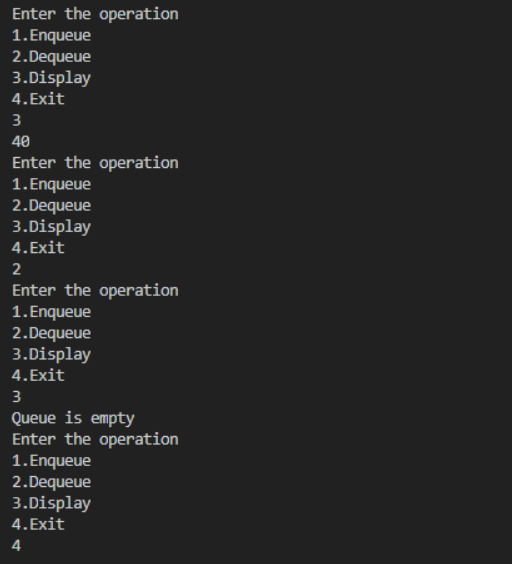 Enter the operation
1.Enqueue
2.Dequeue
3.Display
4.Exit
3
40
Enter the operation
1.Enqueue
2.Dequeue
3.Display
4.Exit
2
Enter the operation
1.Enqueue
2.Dequeue
3.Display
4.Exit
3
Queue is empty
Enter the operation
1.Enqueue
2.Dequeue
3.Display
4.Exit
4